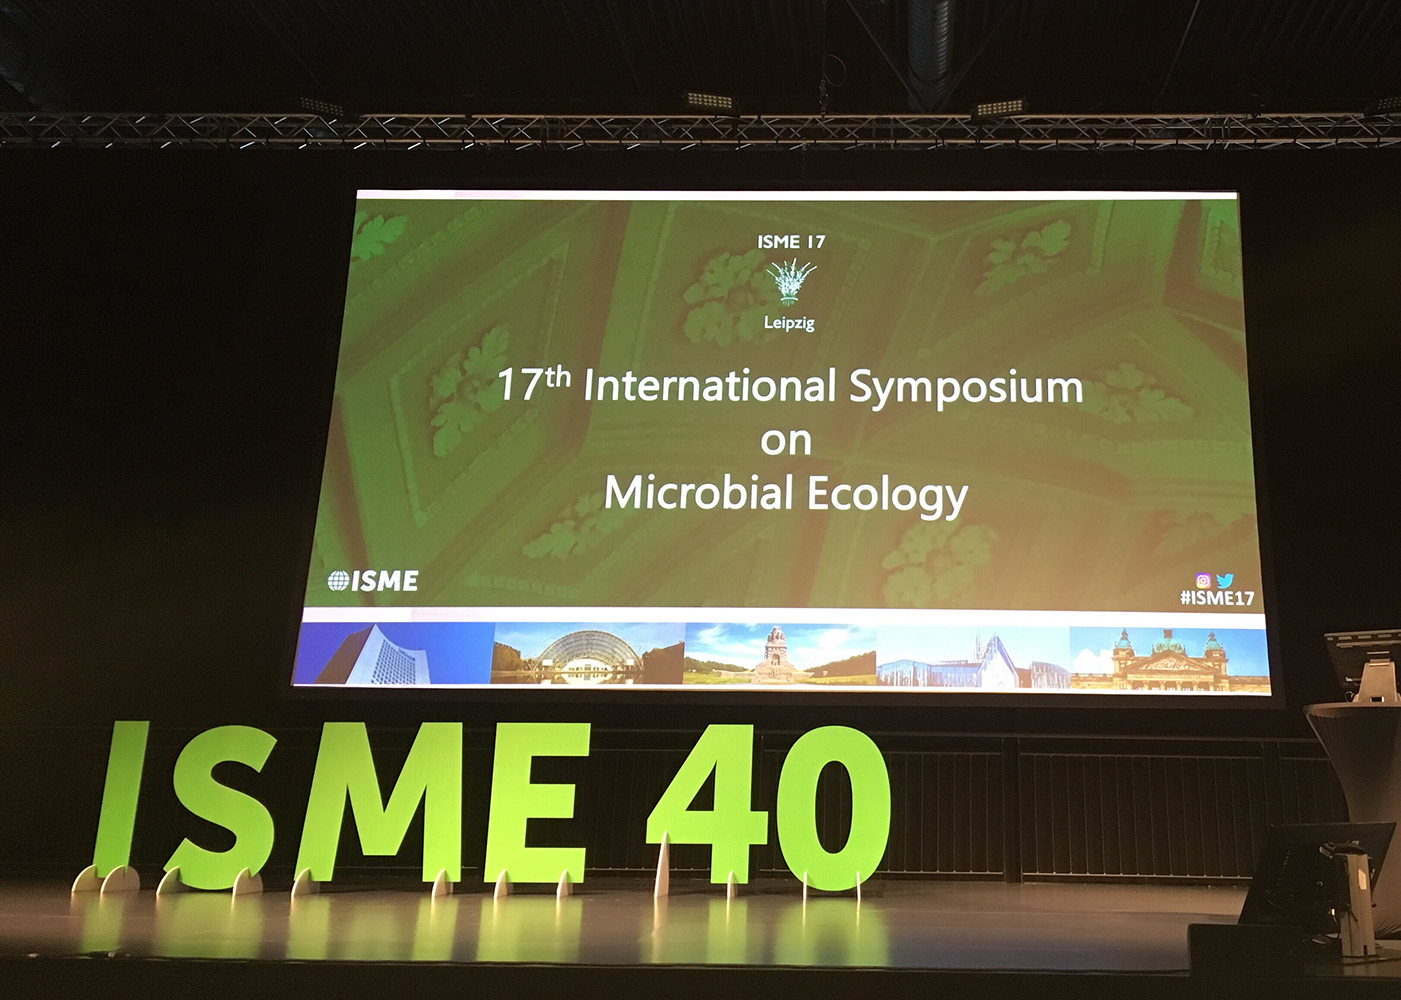 ISME 17
Leipzig
17th International Symposium
on
Microbial Ecology
ISME
#ISME17
ISME 40